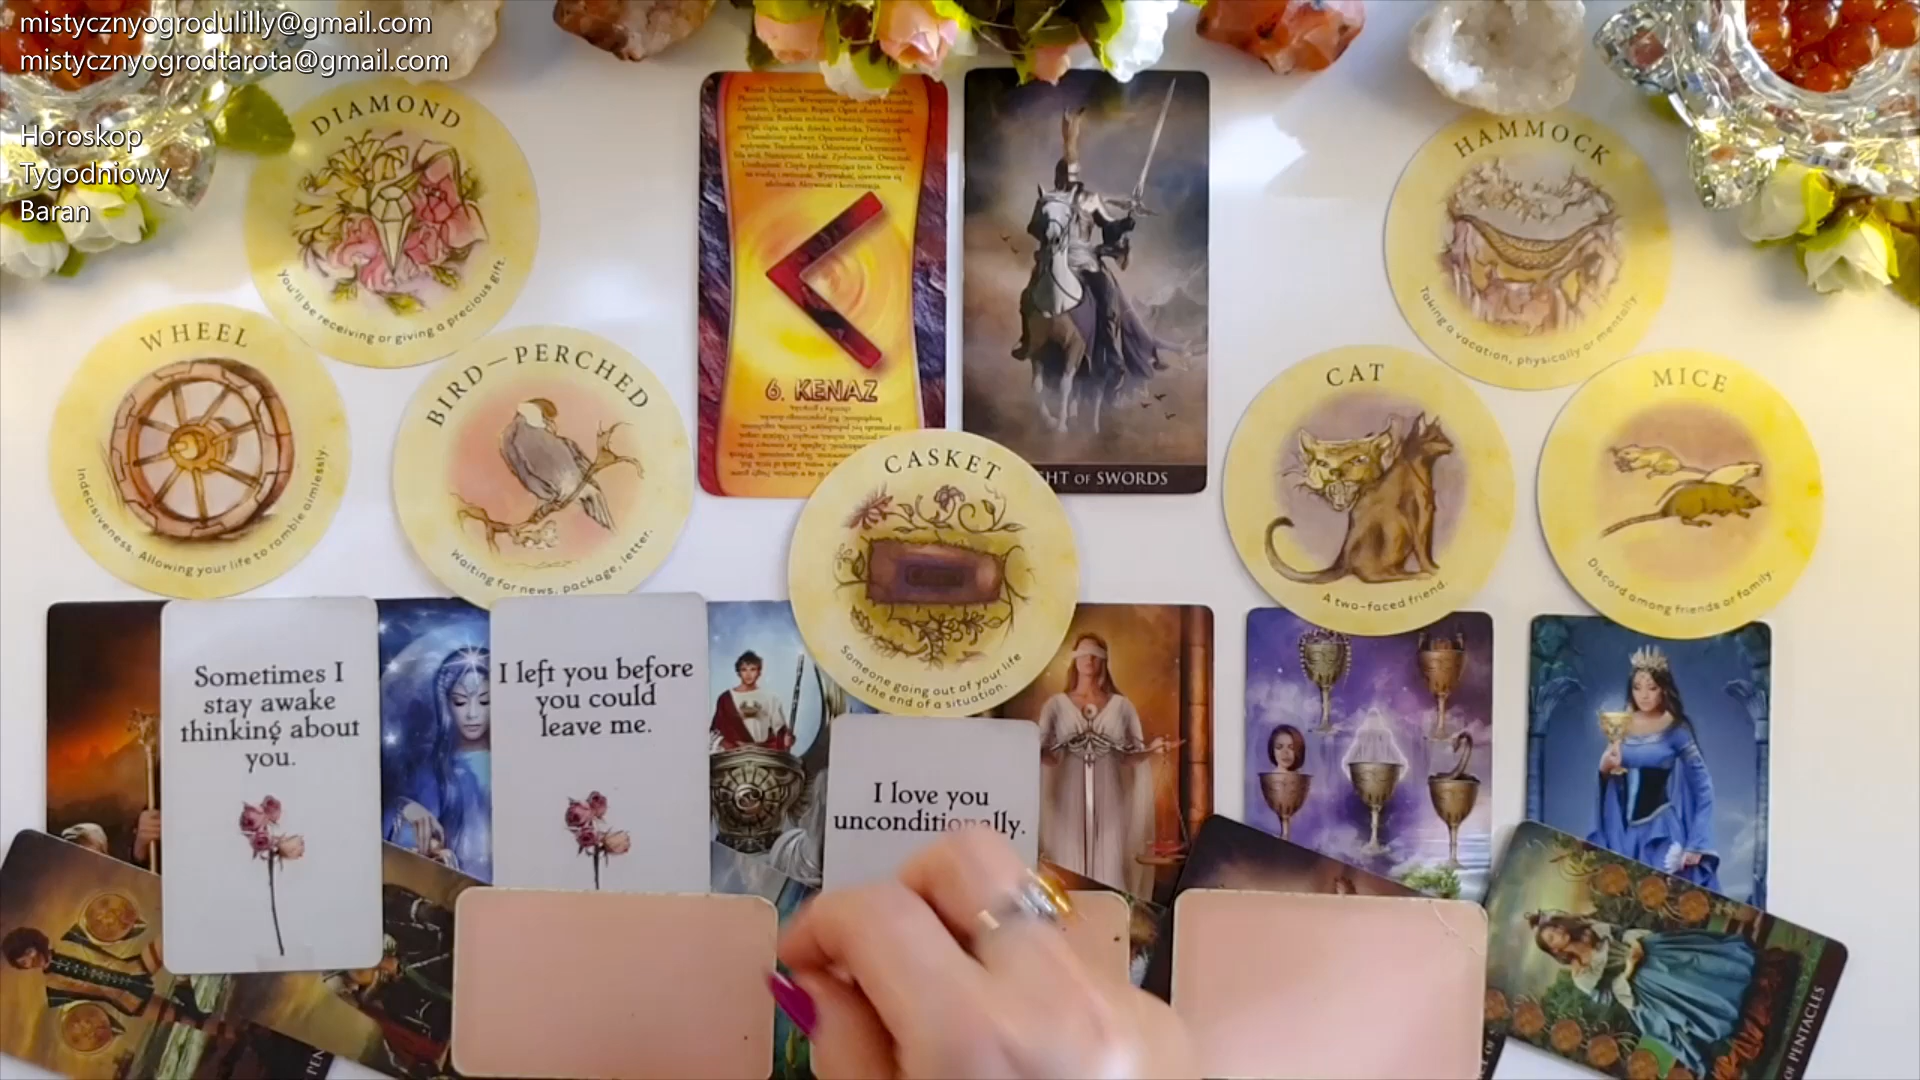 mistycznyogrodulilly@gmail.com
mistycznyogrodtarota@gmail.com
Horoskop
Tygodniowy
Baran
DIAMOND
You'll be receiving or giving a precious gift.
WHEEL
Indecisiveness. Allowing your life to ramble aimlessly.
BIRD—PERCHED
Waiting for news, package, letter.
6. KENAZ
HT OF SWORDS
CASKET
Someone going out of your life
or the end of a situation.
HAMMOCK
Taking a vacation, physically or mentally.
CAT
A two-faced friend.
MICE
Discord among friends or family.
Sometimes I
stay awake
thinking about
you.
I left you before
you could
leave me.
I love you
unconditionally.
OF PENTACLES